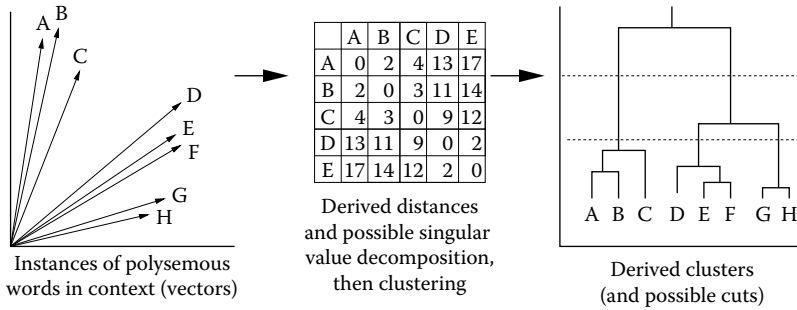 A
B
C
D
E
F
G
H
Instances of polysemous
words in context (vectors)
A B C D E
A 0 2 4 13 17
B 2 0 3 11 14
C 4 3 0 9 12
D 13 11 9 0 2
E 17 14 12 2 0
Derived distances
and possible singular
value decomposition,
then clustering
A B C D E F G H
Derived clusters
(and possible cuts)